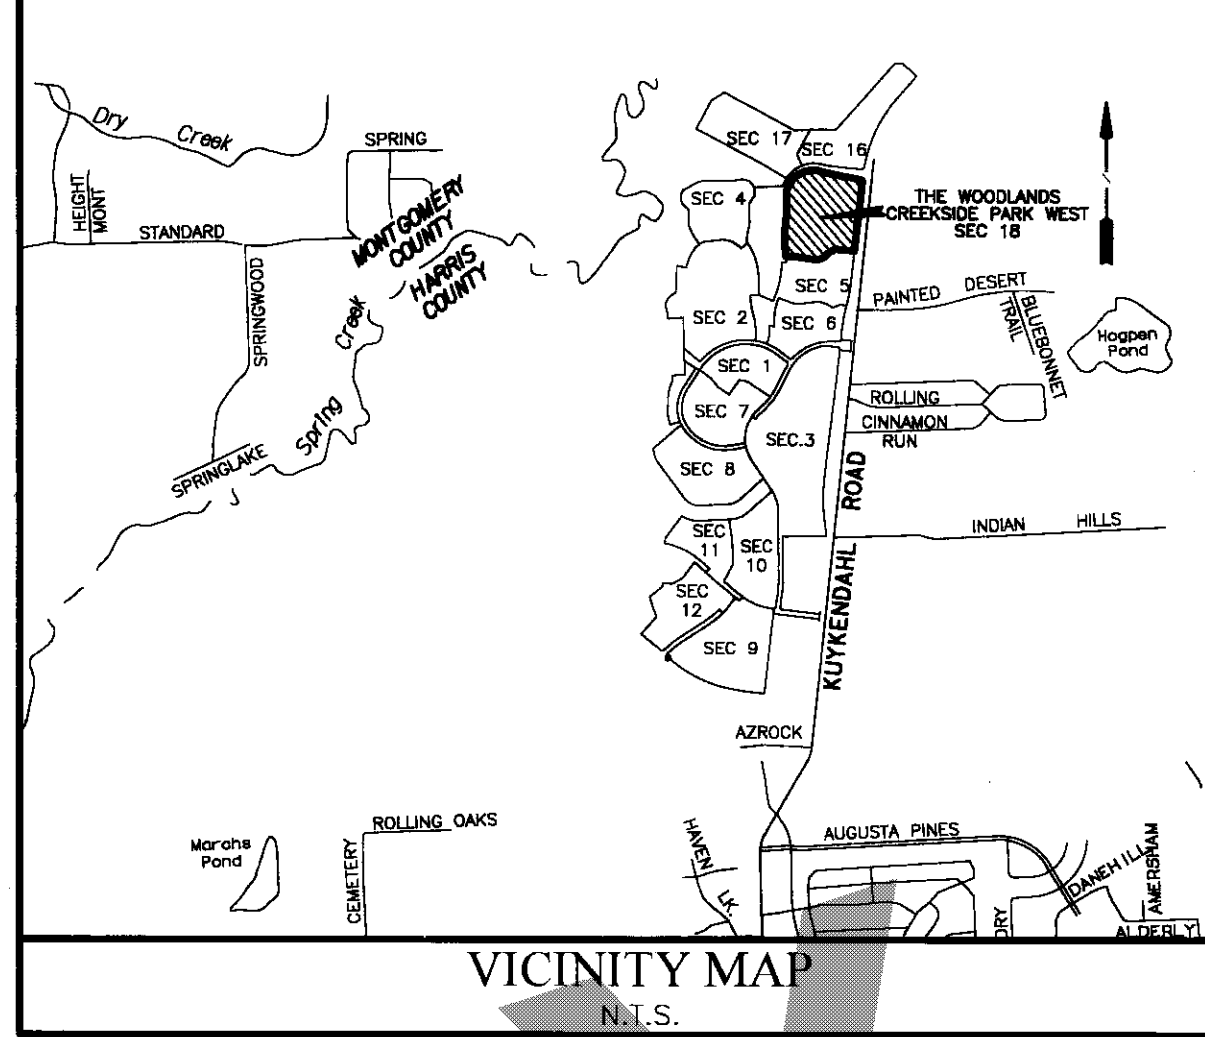 Dry Creek
SPRING
SEC 17
SEC 16
HEIGHT
MONT
STANDARD
MONTGOMERY
COUNTY
HARRIS
COUNTY
SEC 4
THE WOODLANDS
CREEKSIDE PARK WEST
SEC 18
SPRINGWOOD
Spring Creek
SEC 5
PAINTED DESERT
BLUEBONNET
TRAIL
SEC 2
SEC 6
Hogpen
Pond
SEC 1
ROLLING
SEC 7
CINNAMON
RUN
SEC.3
SPRINGLAKE
SEC 8
KUYKENDAHL ROAD
INDIAN HILLS
SEC
11
SEC
10
SEC
12
SEC 9
AZROCK
ROLLING OAKS
CEMETERY
Marahs
Pond
HAVEN
LK.
AUGUSTA PINES
DANEHILL
AMERSHAM
DRY
ALDERLY
VICINITY MAP
N.T.S.